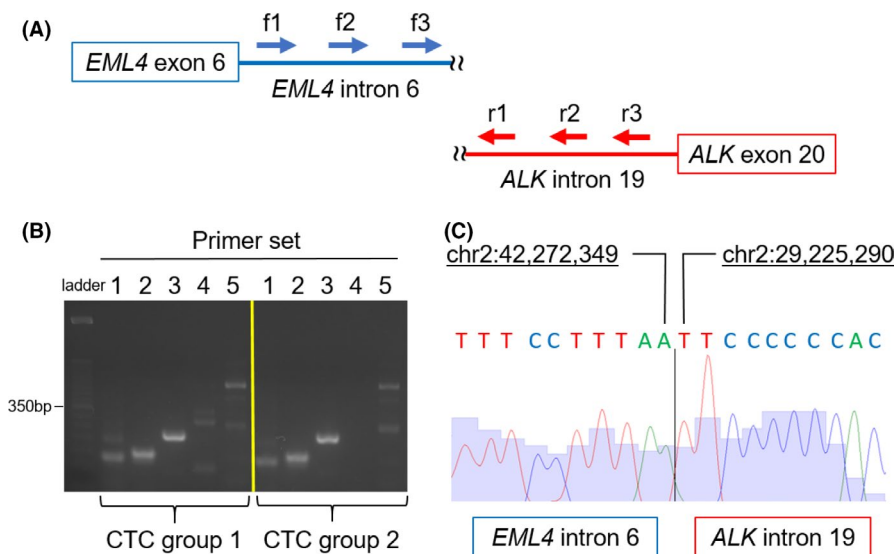 (A)
f1 f2 f3
EML4 exon 6
EML4 intron 6
r1 r2 r3
ALK exon 20
ALK intron 19
(B)
Primer set
ladder 1 2 3 4 5 1 2 3 4 5
350bp
CTC group 1 CTC group 2
(C)
chr2:42,272,349 chr2:29,225,290
T T T C C T T T A A T T C C C C C C A C
EML4 intron 6 ALK intron 19